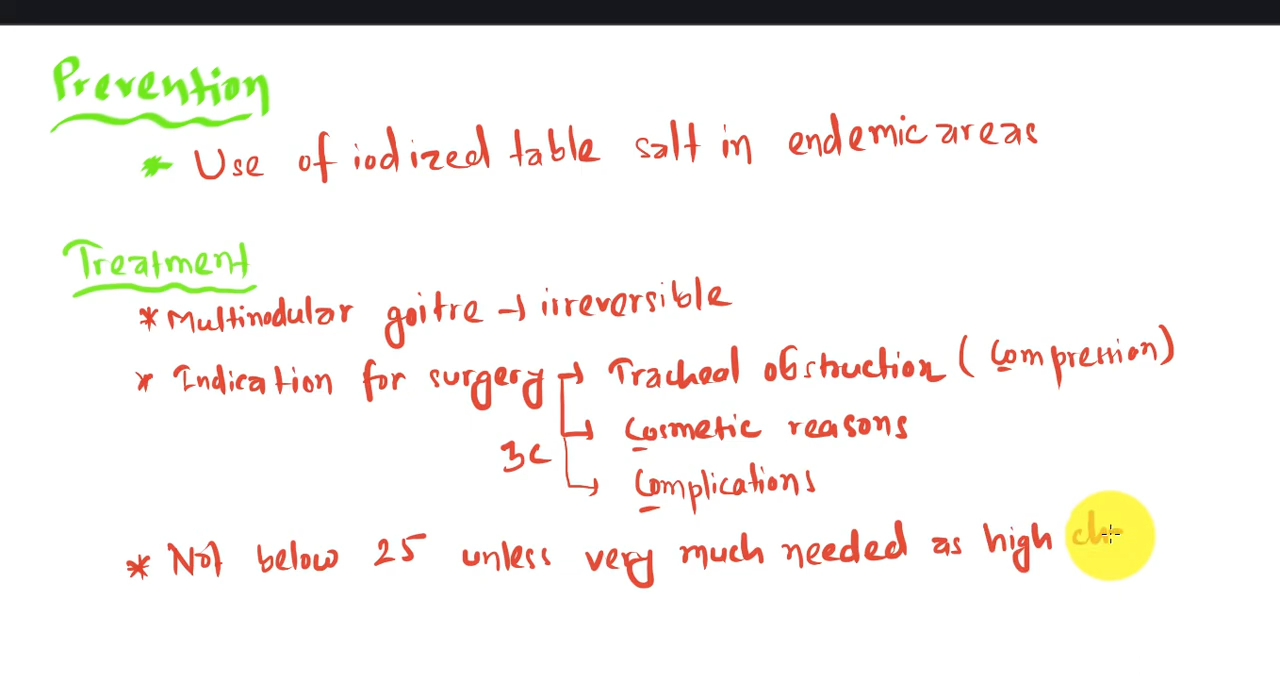 Prevention
* Use of iodized table salt in endemic areas
Treatment
* Multinodular goitre → irreversible
* Indication for surgery → Tracheal obstruction (Compression)
→ Cosmetic reasons
3C
→ Complications
* Not below 25 unless very much needed as high